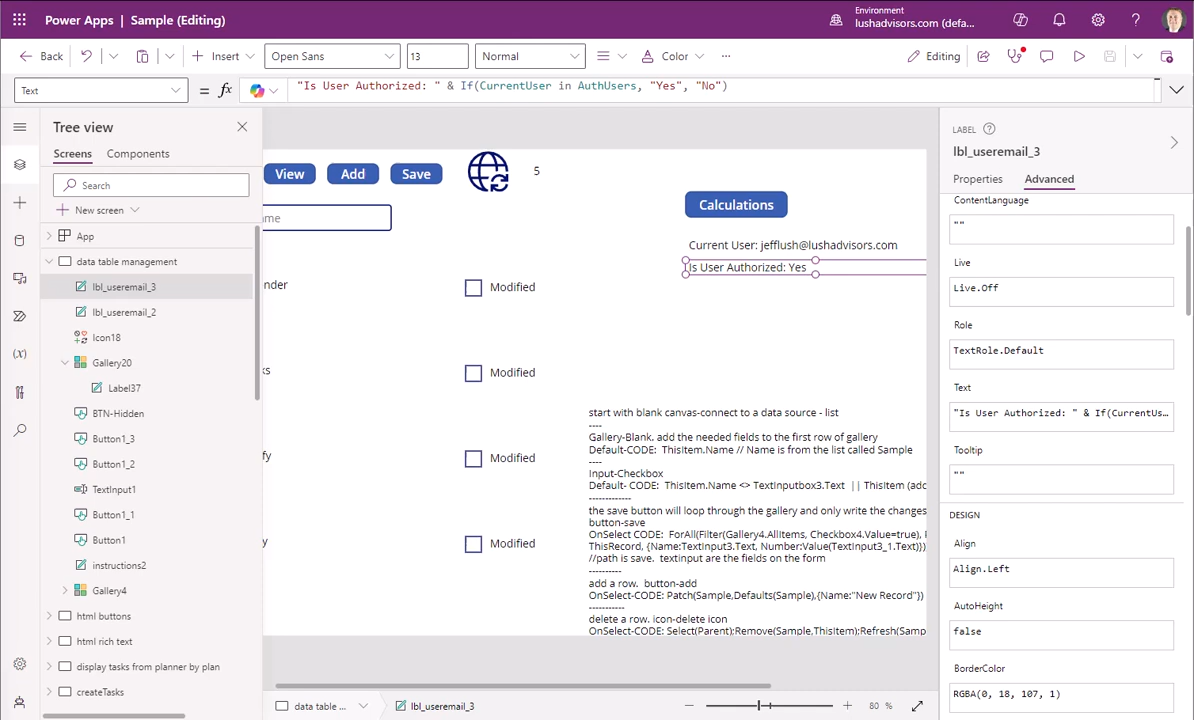 Power Apps | Sample (Editing)
Environment
lushadvisors.com (defa...
Back
Insert
Open Sans
13
Normal
Color
...
Editing
Text
= fx
"Is User Authorized: " & If(CurrentUser in AuthUsers, "Yes", "No")
Tree view
Screens
Components
Search
New screen
App
data table management
lbl_useremail_3
lbl_useremail_2
Icon18
Gallery20
Label37
BTN-Hidden
Button1_3
Button1_2
TextInput1
Button1_1
Button1
instructions2
Gallery4
html buttons
html rich text
display tasks from planner by plan
createTasks
View
Add
Save
5
me
nder
Modified
ks
Modified
fy
Modified
y
Modified
Calculations
Current User: jefflush@lushadvisors.com
Is User Authorized: Yes
start with blank canvas-connect to a data source - list
----
Gallery-Blank. add the needed fields to the first row of gallery
Default-CODE: ThisItem.Name // Name is from the list called Sample
----
Input-Checkbox
Default- CODE: ThisItem.Name <> TextInputbox3.Text || ThisItem (add
-------------
the save button will loop through the gallery and only write the changes
button-save
OnSelect CODE: ForAll(Filter(Gallery4.AllItems, Checkbox4.Value=true),
ThisRecord, {Name:TextInput3.Text, Number:Value(TextInput3_1.Text)})
//path is save. textinput are the fields on the form
----------
add a row. button-add
OnSelect-CODE: Patch(Sample,Defaults(Sample),{Name:"New Record"})
-----------
delete a row. icon-delete icon
OnSelect-CODE: Select(Parent);Remove(Sample,ThisItem);Refresh(Samp
data table ...
lbl_useremail_3
80 %
LABEL
lbl_useremail_3
Properties
Advanced
ContentLanguage
""
Live
Live.Off
Role
TextRole.Default
Text
"Is User Authorized: " & If(CurrentUs...
Tooltip
""
DESIGN
Align
Align.Left
AutoHeight
false
BorderColor
RGBA(0, 18, 107, 1)